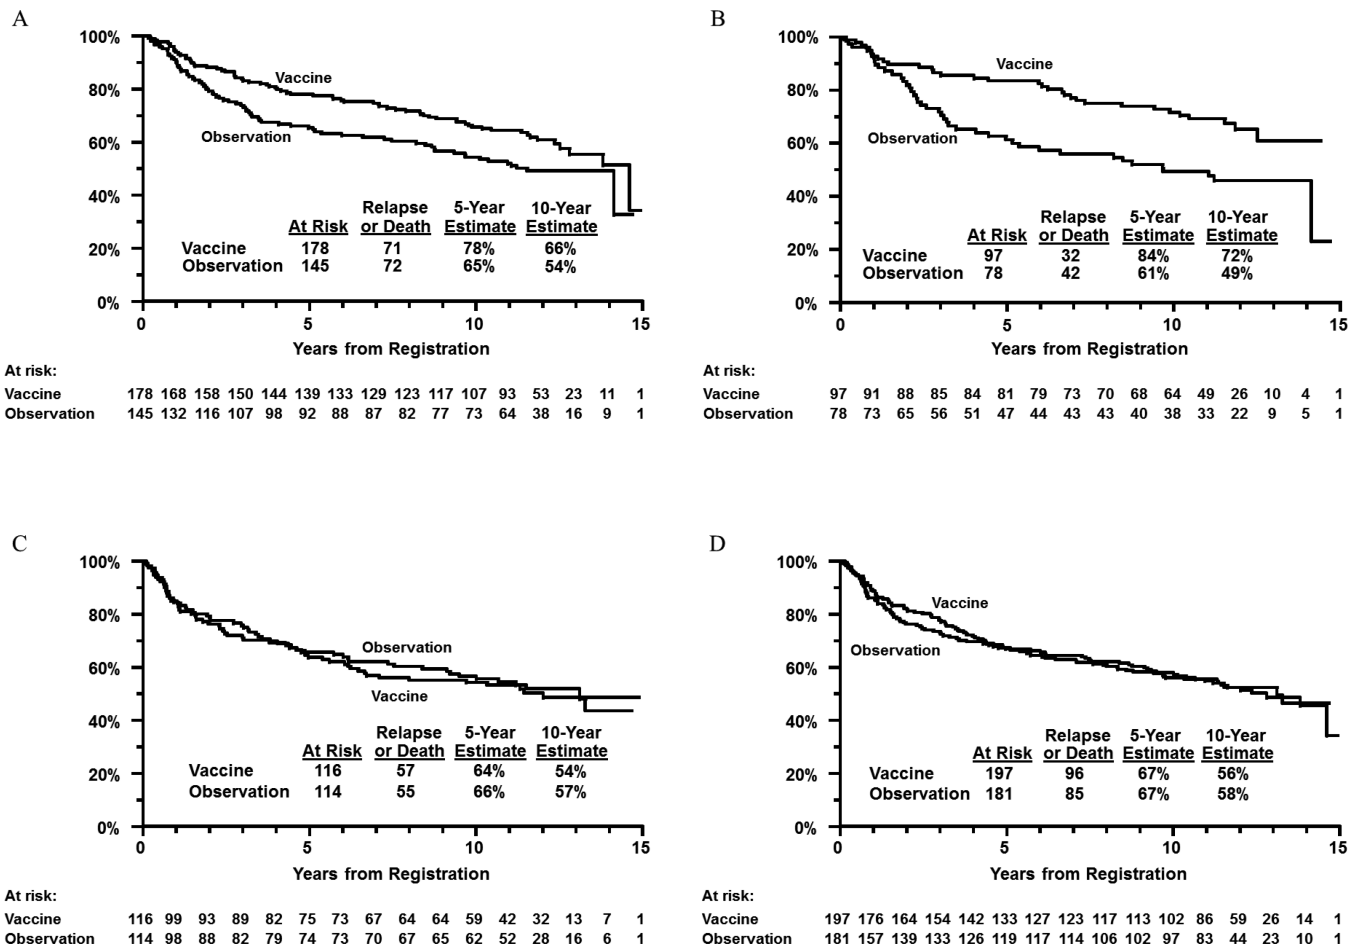 A
100%
80%
60%
40%
20%
0%
Vaccine
Observation
Relapse 5-Year 10-Year
At Risk or Death Estimate Estimate
Vaccine 178 71 78% 66%
Observation 145 72 65% 54%
0 5 10 15
Years from Registration
At risk:
Vaccine 178 168 158 150 144 139 133 129 123 117 107 93 53 23 11 1
Observation 145 132 116 107 98 92 88 87 82 77 73 64 38 16 9 1
B
100%
80%
60%
40%
20%
0%
Vaccine
Observation
Relapse 5-Year 10-Year
At Risk or Death Estimate Estimate
Vaccine 97 32 84% 72%
Observation 78 42 61% 49%
0 5 10 15
Years from Registration
At risk:
Vaccine 97 91 88 85 84 81 79 73 70 68 64 49 26 10 4 1
Observation 78 73 65 56 51 47 44 43 43 40 38 33 22 9 5 1
C
100%
80%
60%
40%
20%
0%
Observation
Vaccine
Relapse 5-Year 10-Year
At Risk or Death Estimate Estimate
Vaccine 116 57 64% 54%
Observation 114 55 66% 57%
0 5 10 15
Years from Registration
At risk:
Vaccine 116 99 93 89 82 75 73 67 64 64 59 42 32 13 7 1
Observation 114 98 88 82 79 74 73 70 67 65 62 52 28 16 6 1
D
100%
80%
60%
40%
20%
0%
Vaccine
Observation
Relapse 5-Year 10-Year
At Risk or Death Estimate Estimate
Vaccine 197 96 67% 56%
Observation 181 85 67% 58%
0 5 10 15
Years from Registration
At risk:
Vaccine 197 176 164 154 142 133 127 123 117 113 102 86 59 26 14 1
Observation 181 157 139 133 126 119 117 114 106 102 97 83 44 23 10 1